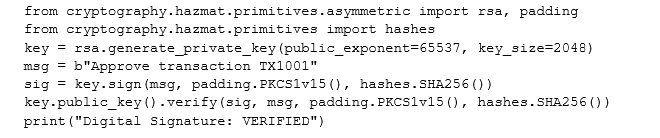 from cryptography.hazmat.primitives.asymmetric import rsa, padding
from cryptography.hazmat.primitives import hashes
key = rsa.generate_private_key(public_exponent=65537, key_size=2048)
msg = b"Approve transaction TX1001"
sig = key.sign(msg, padding.PKCS1v15(), hashes.SHA256())
key.public_key().verify(sig, msg, padding.PKCS1v15(), hashes.SHA256())
print("Digital Signature: VERIFIED")